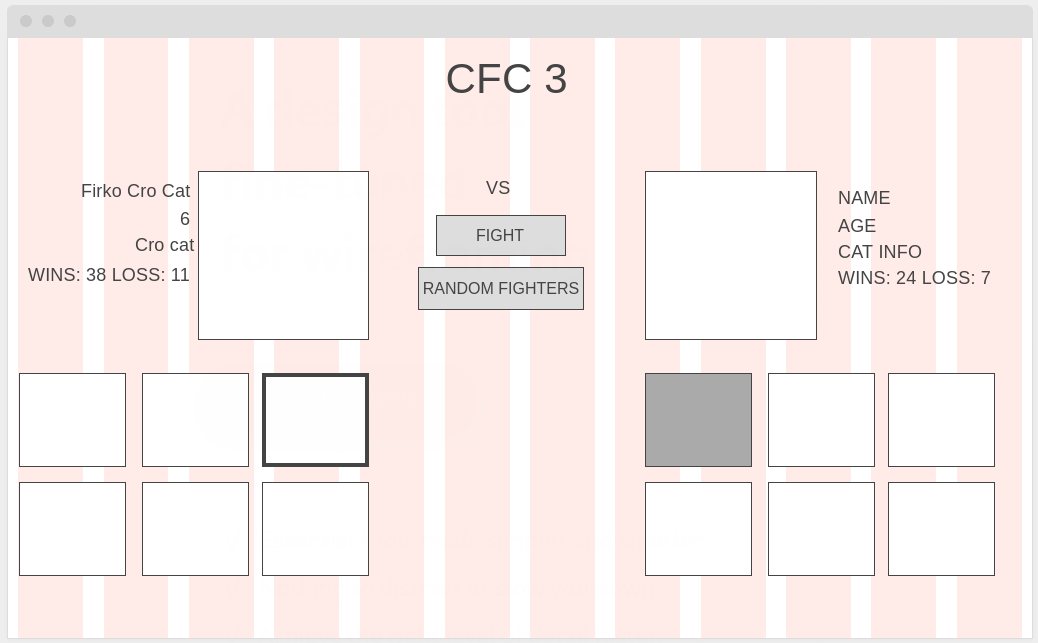 CFC 3
Firko Cro Cat
6
Cro cat
WINS: 38 LOSS: 11
VS
FIGHT
RANDOM FIGHTERS
NAME
AGE
CAT INFO
WINS: 24 LOSS: 7